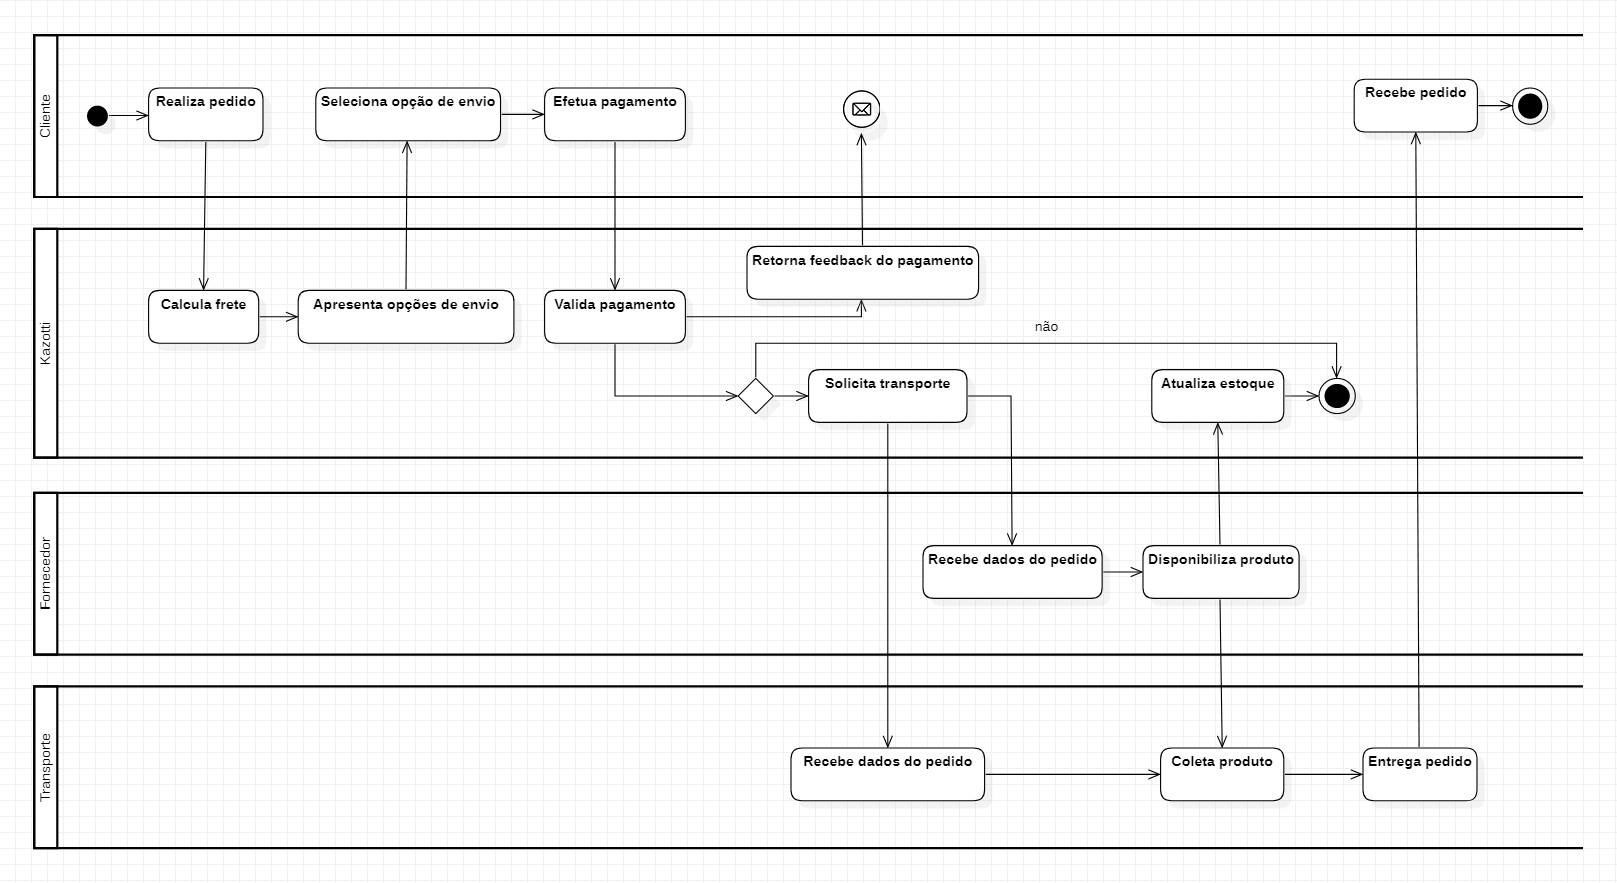 Cliente
Realiza pedido
Seleciona opção de envio
Efetua pagamento
Recebe pedido
Kazotti
Calcula frete
Apresenta opções de envio
Valida pagamento
Retorna feedback do pagamento
não
Solicita transporte
Atualiza estoque
Fornecedor
Recebe dados do pedido
Disponibiliza produto
Transporte
Recebe dados do pedido
Coleta produto
Entrega pedido